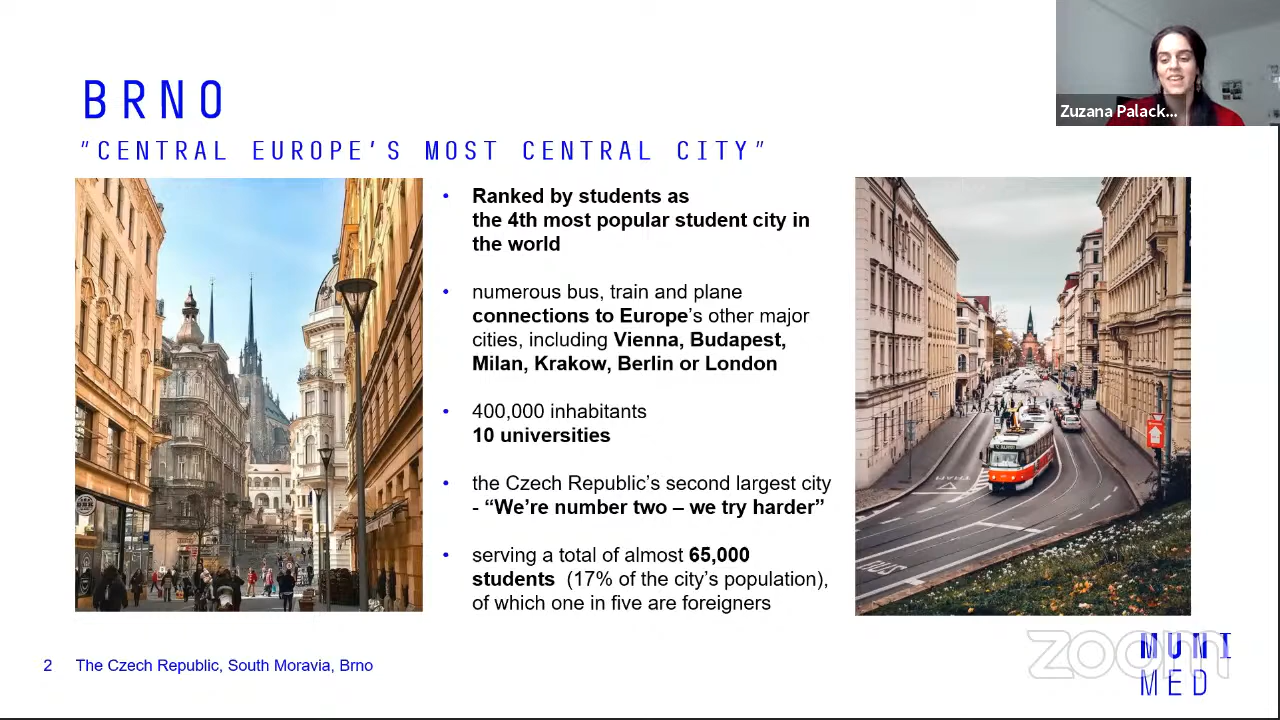 BRNO
"CENTRAL EUROPE'S MOST CENTRAL CITY"
Zuzana Palack...
• Ranked by students as
the 4th most popular student city in
the world
• numerous bus, train and plane
connections to Europe’s other major
cities, including Vienna, Budapest,
Milan, Krakow, Berlin or London
• 400,000 inhabitants
10 universities
• the Czech Republic’s second largest city
- “We’re number two – we try harder”
• serving a total of almost 65,000
students (17% of the city’s population),
of which one in five are foreigners
BUS
2 The Czech Republic, South Moravia, Brno
zoom
MUNI
MED